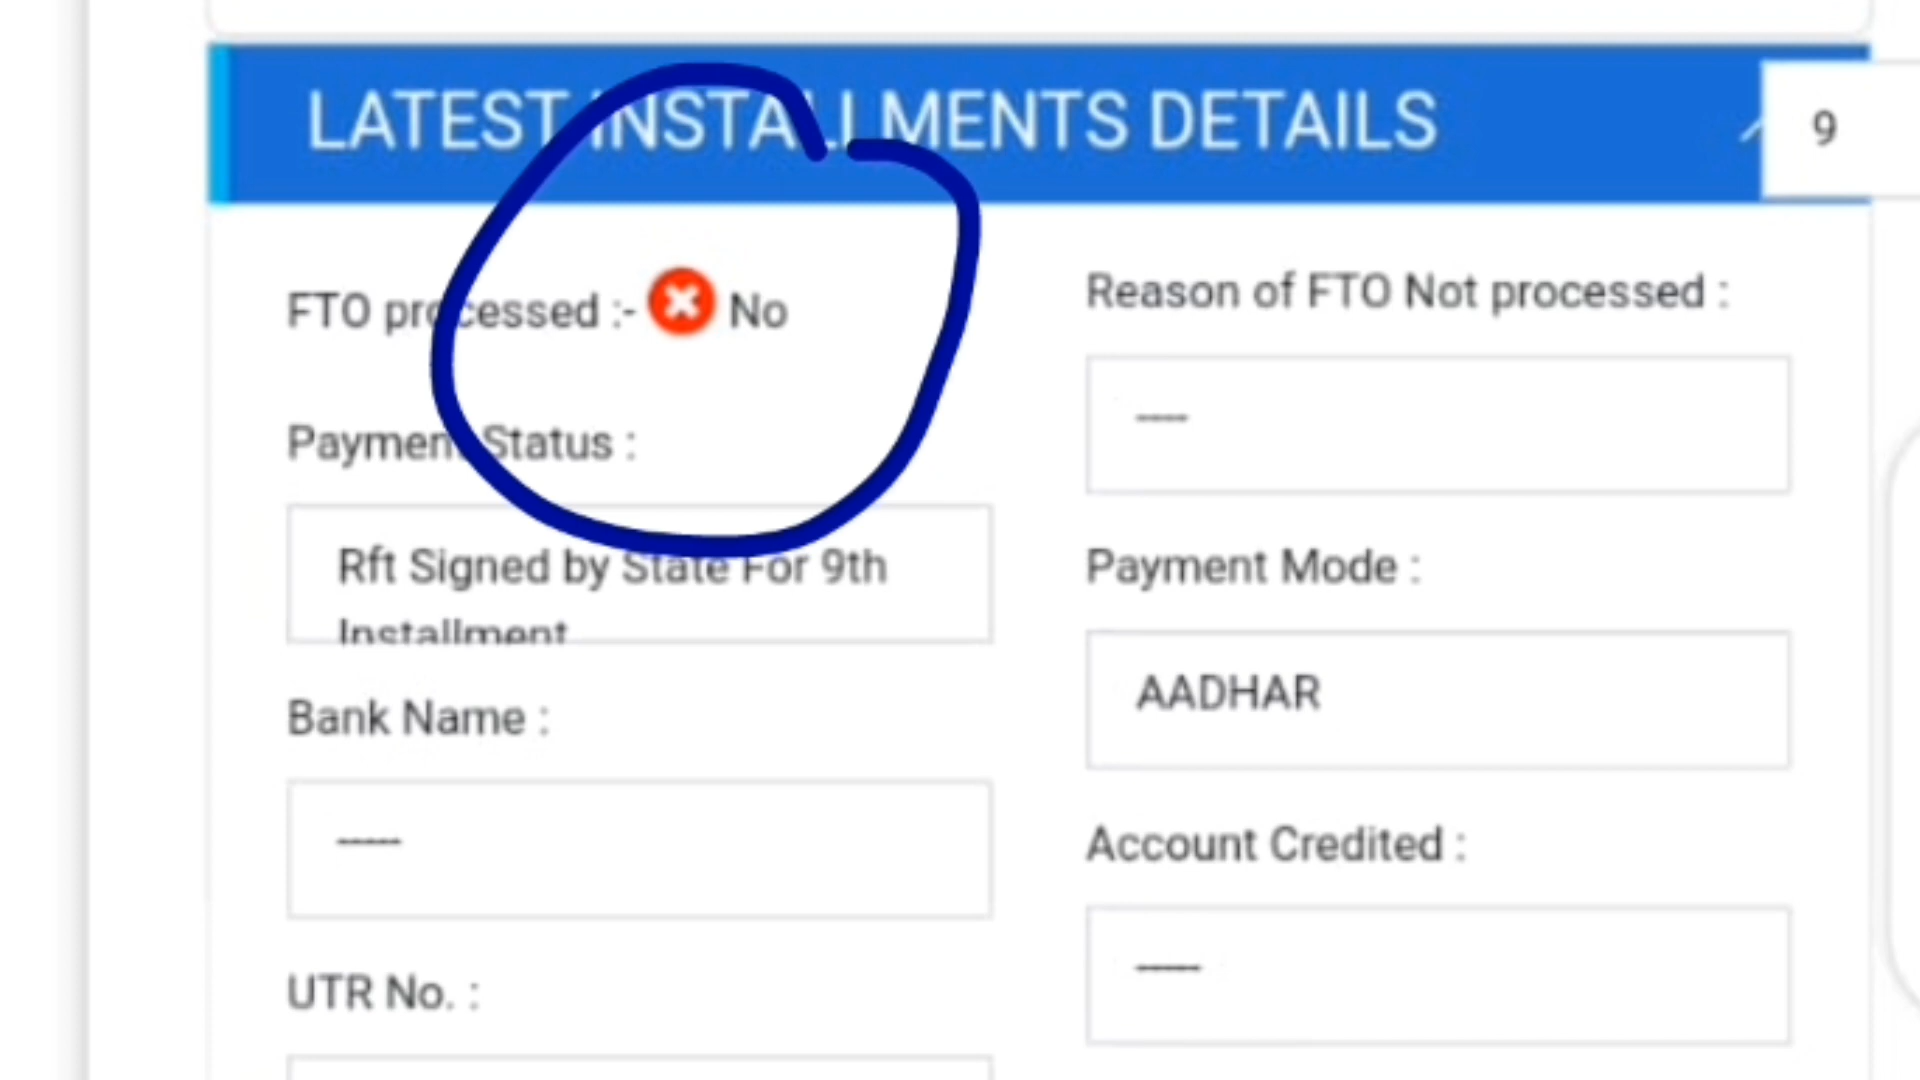 LATEST INSTALLMENTS DETAILS
9
FTO processed :- No
Reason of FTO Not processed :
----
Payment Status :
Rft Signed by State For 9th
Installment
Payment Mode :
AADHAR
Bank Name :
-----
Account Credited :
-----
UTR No. :